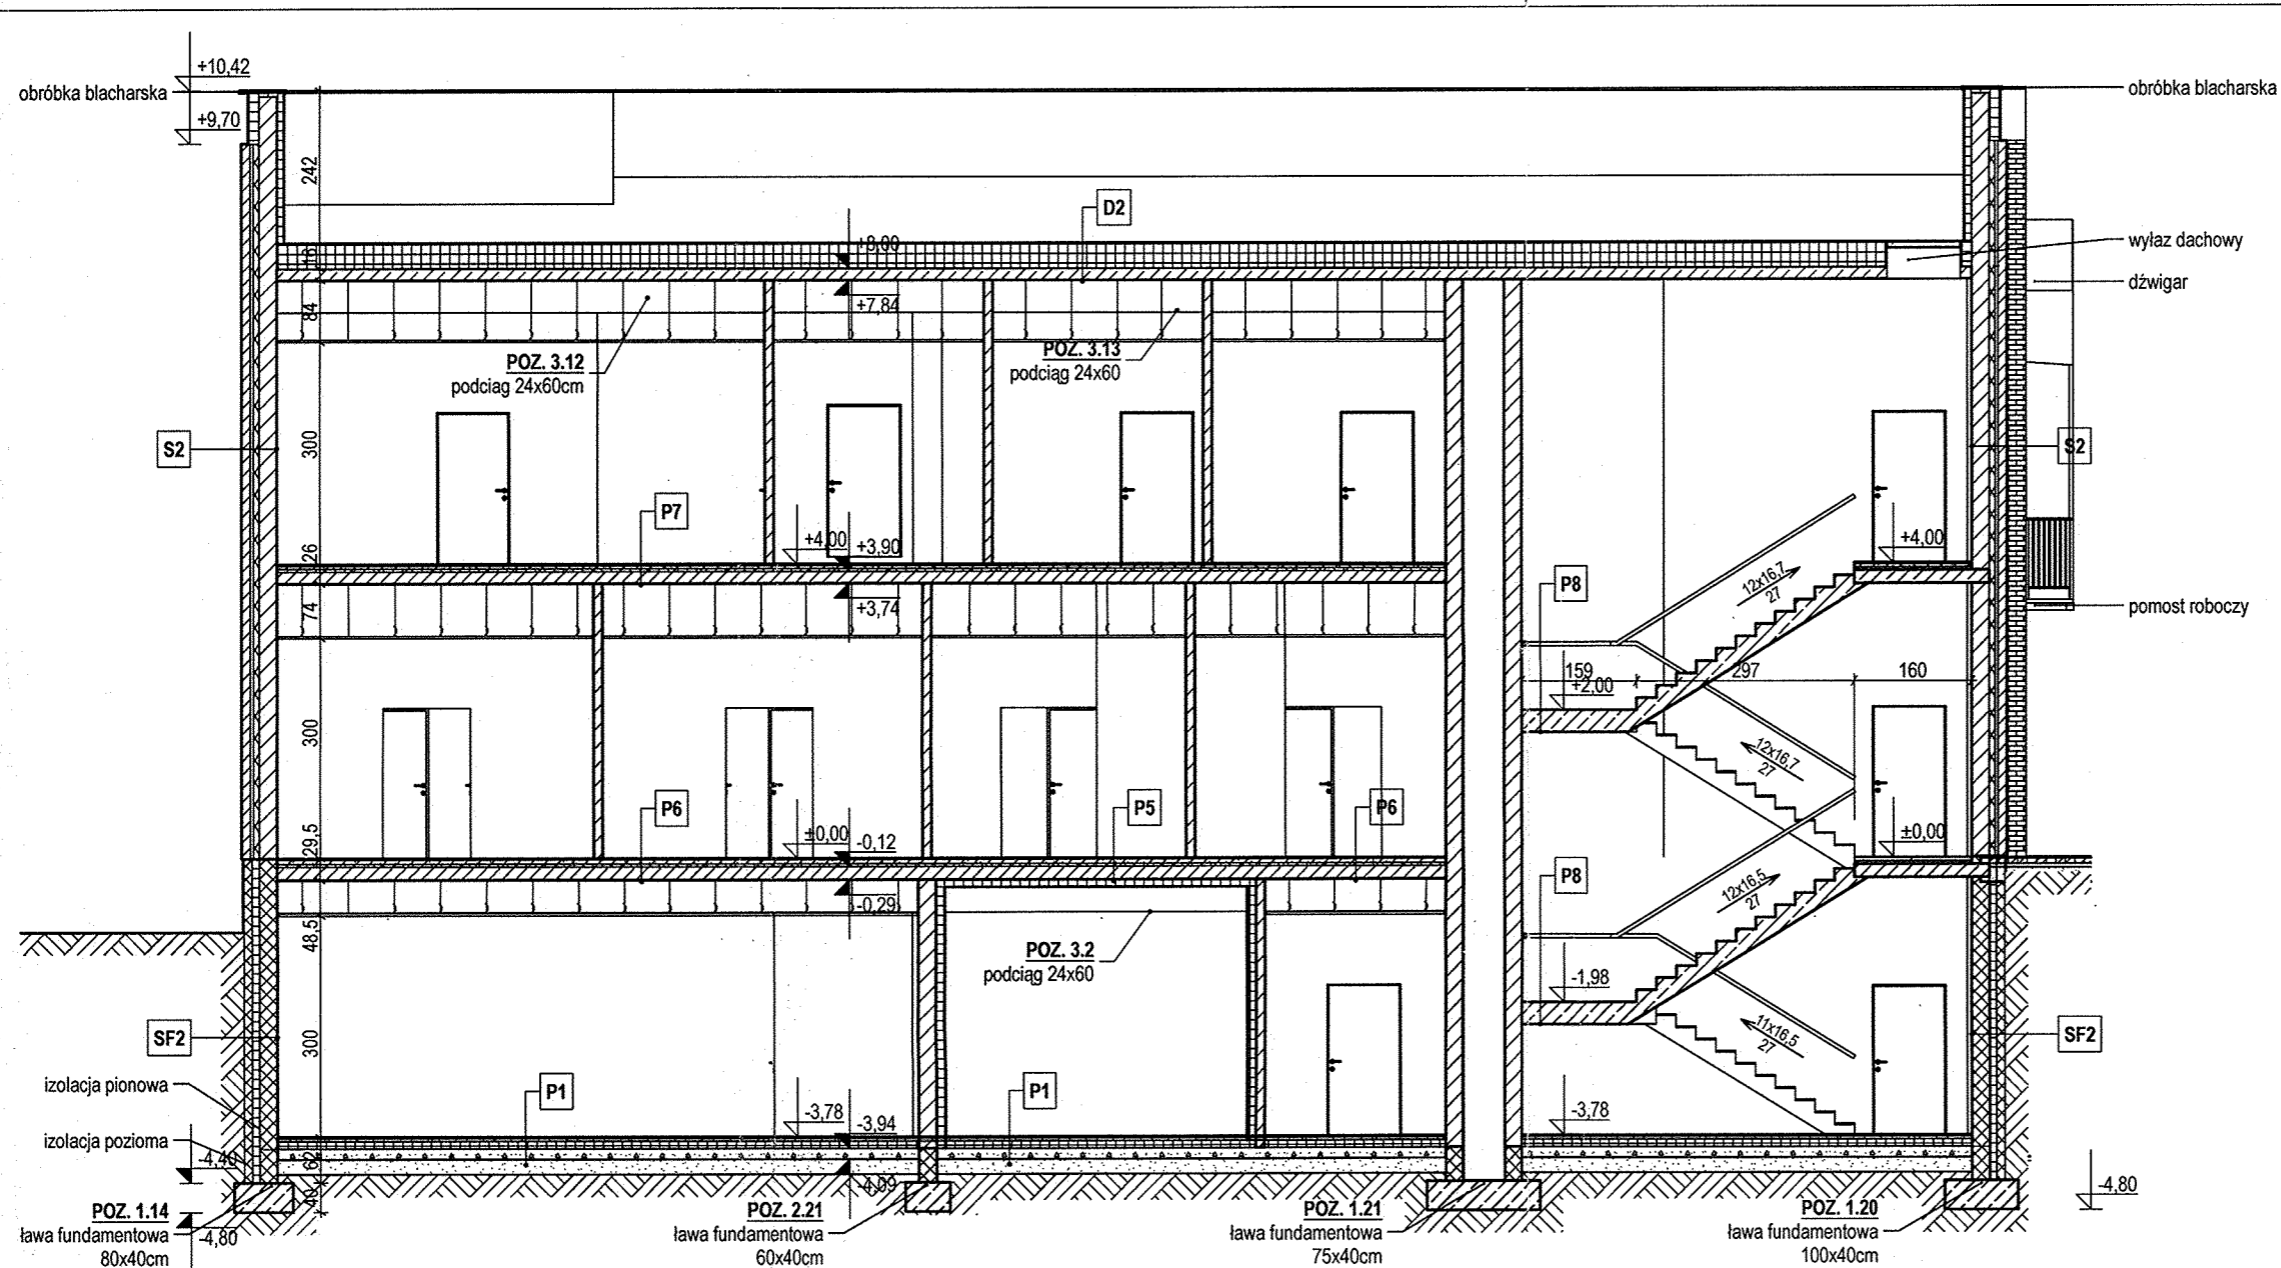 +10,42
obróbka blacharska
obróbka blacharska
+9,70
242
D2
+8,00
wyłaz dachowy
16
dźwigar
+7,84
84
POZ. 3.12
podciąg 24x60cm
POZ. 3.13
podciąg 24x60
S2
300
S2
P7
+4,00
+3,90
+4,00
26
+3,74
74
P8
12x16,7
27
pomost roboczy
159
297
160
+2,00
300
12x16,7
27
P6
P5
P6
±0,00
-0,12
±0,00
29,5
-0,29
P8
12x16,5
27
48,5
POZ. 3.2
podciąg 24x60
-1,98
SF2
300
11x16,5
27
SF2
izolacja pionowa
P1
P1
-3,78
-3,94
-3,78
izolacja pozioma
-4,40
62
-4,09
40
-4,80
POZ. 1.14
ława fundamentowa
80x40cm
-4,80
POZ. 2.21
ława fundamentowa
60x40cm
POZ. 1.21
ława fundamentowa
75x40cm
POZ. 1.20
ława fundamentowa
100x40cm